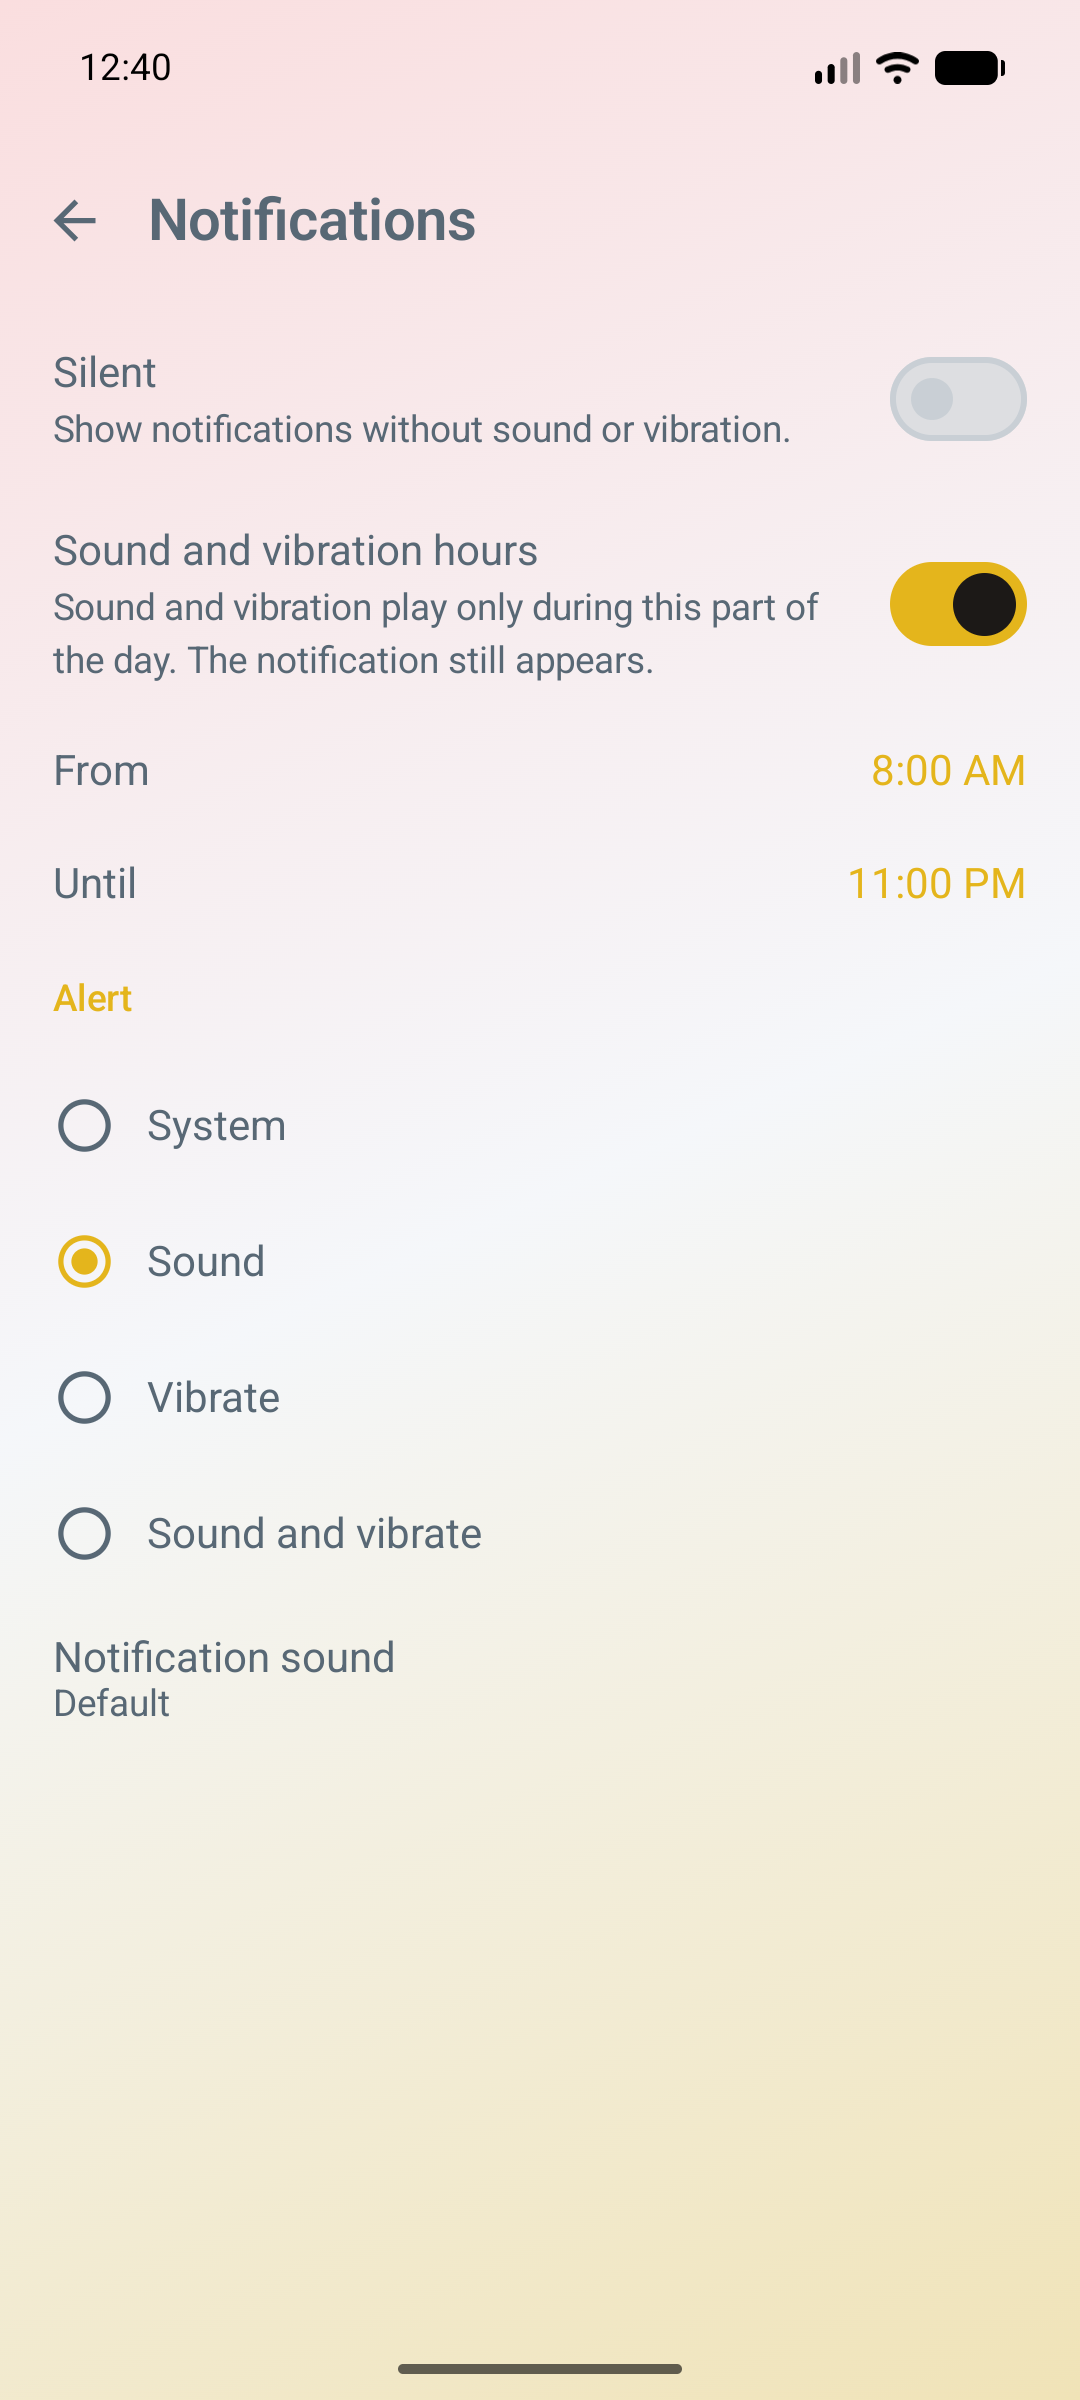 12:40
Notifications
Silent
Show notifications without sound or vibration.
Sound and vibration hours
Sound and vibration play only during this part of
the day. The notification still appears.
From
8:00 AM
Until
11:00 PM
Alert
System
Sound
Vibrate
Sound and vibrate
Notification sound
Default